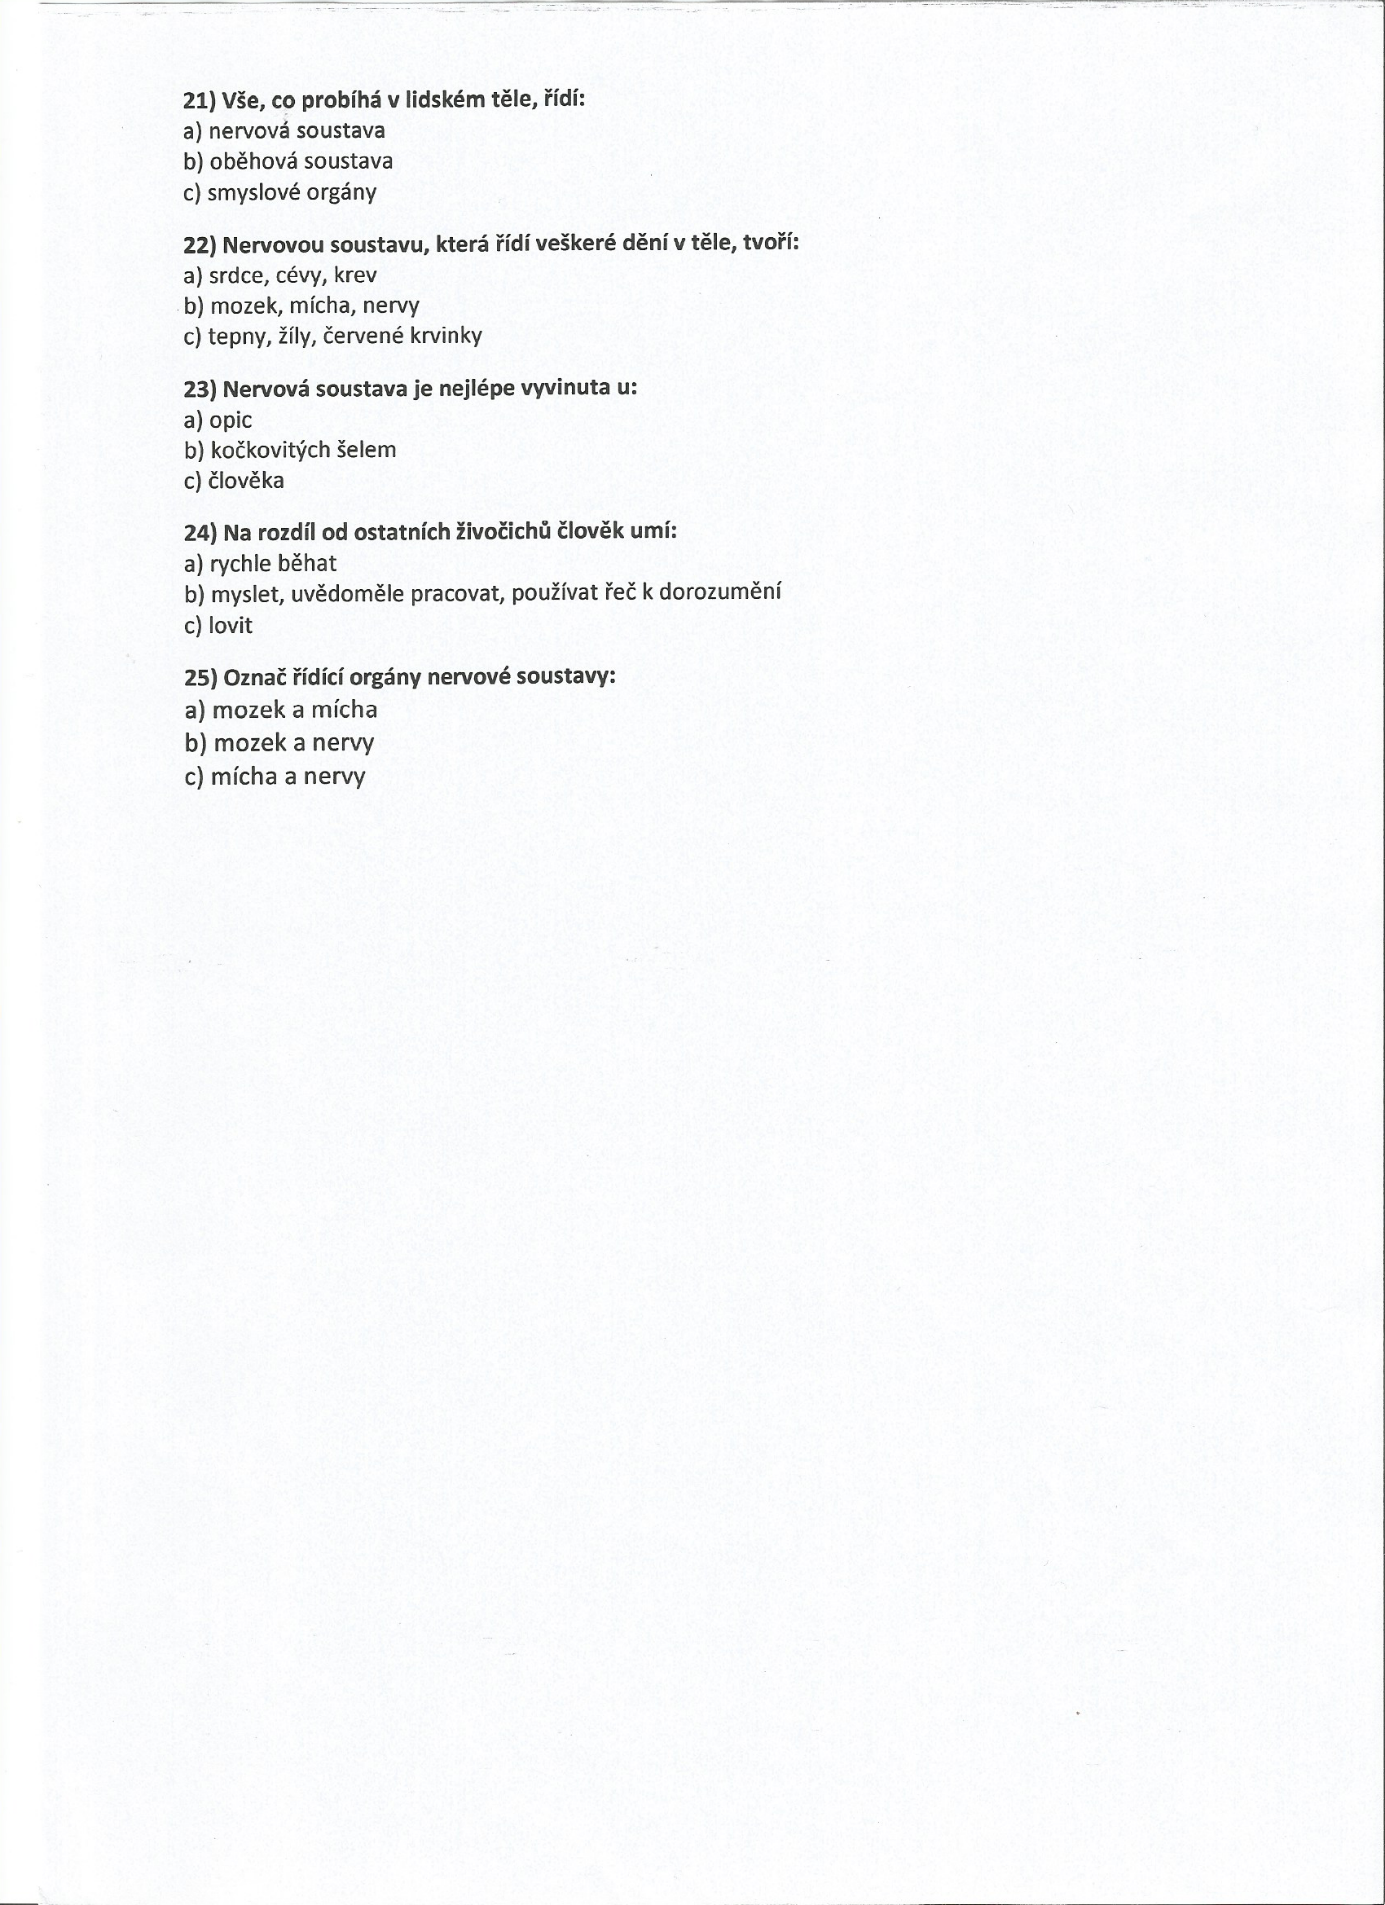 21) Vše, co probíhá v lidském těle, řídí:
a) nervová soustava
b) oběhová soustava
c) smyslové orgány
22) Nervovou soustavu, která řídí veškeré dění v těle, tvoří:
a) srdce, cévy, krev
b) mozek, mícha, nervy
c) tepny, žíly, červené krvinky
23) Nervová soustava je nejlépe vyvinuta u:
a) opic
b) kočkovitých šelem
c) člověka
24) Na rozdíl od ostatních živočichů člověk umí:
a) rychle běhat
b) myslet, uvědoměle pracovat, používat řeč k dorozumění
c) lovit
25) Označ řídící orgány nervové soustavy:
a) mozek a mícha
b) mozek a nervy
c) mícha a nervy